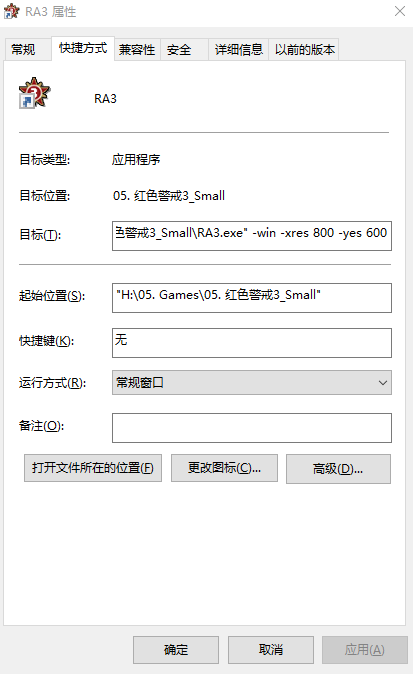 RA3 属性
常规 快捷方式 兼容性 安全 详细信息 以前的版本
RA3
目标类型: 应用程序
目标位置: 05. 红色警戒3_Small
目标(T): 色警戒3_Small\RA3.exe" -win -xres 800 -yes 600
起始位置(S): "H:\05. Games\05. 红色警戒3_Small"
快捷键(K): 无
运行方式(R): 常规窗口
备注(O):
打开文件所在的位置(F) 更改图标(C)... 高级(D)...
确定 取消 应用(A)